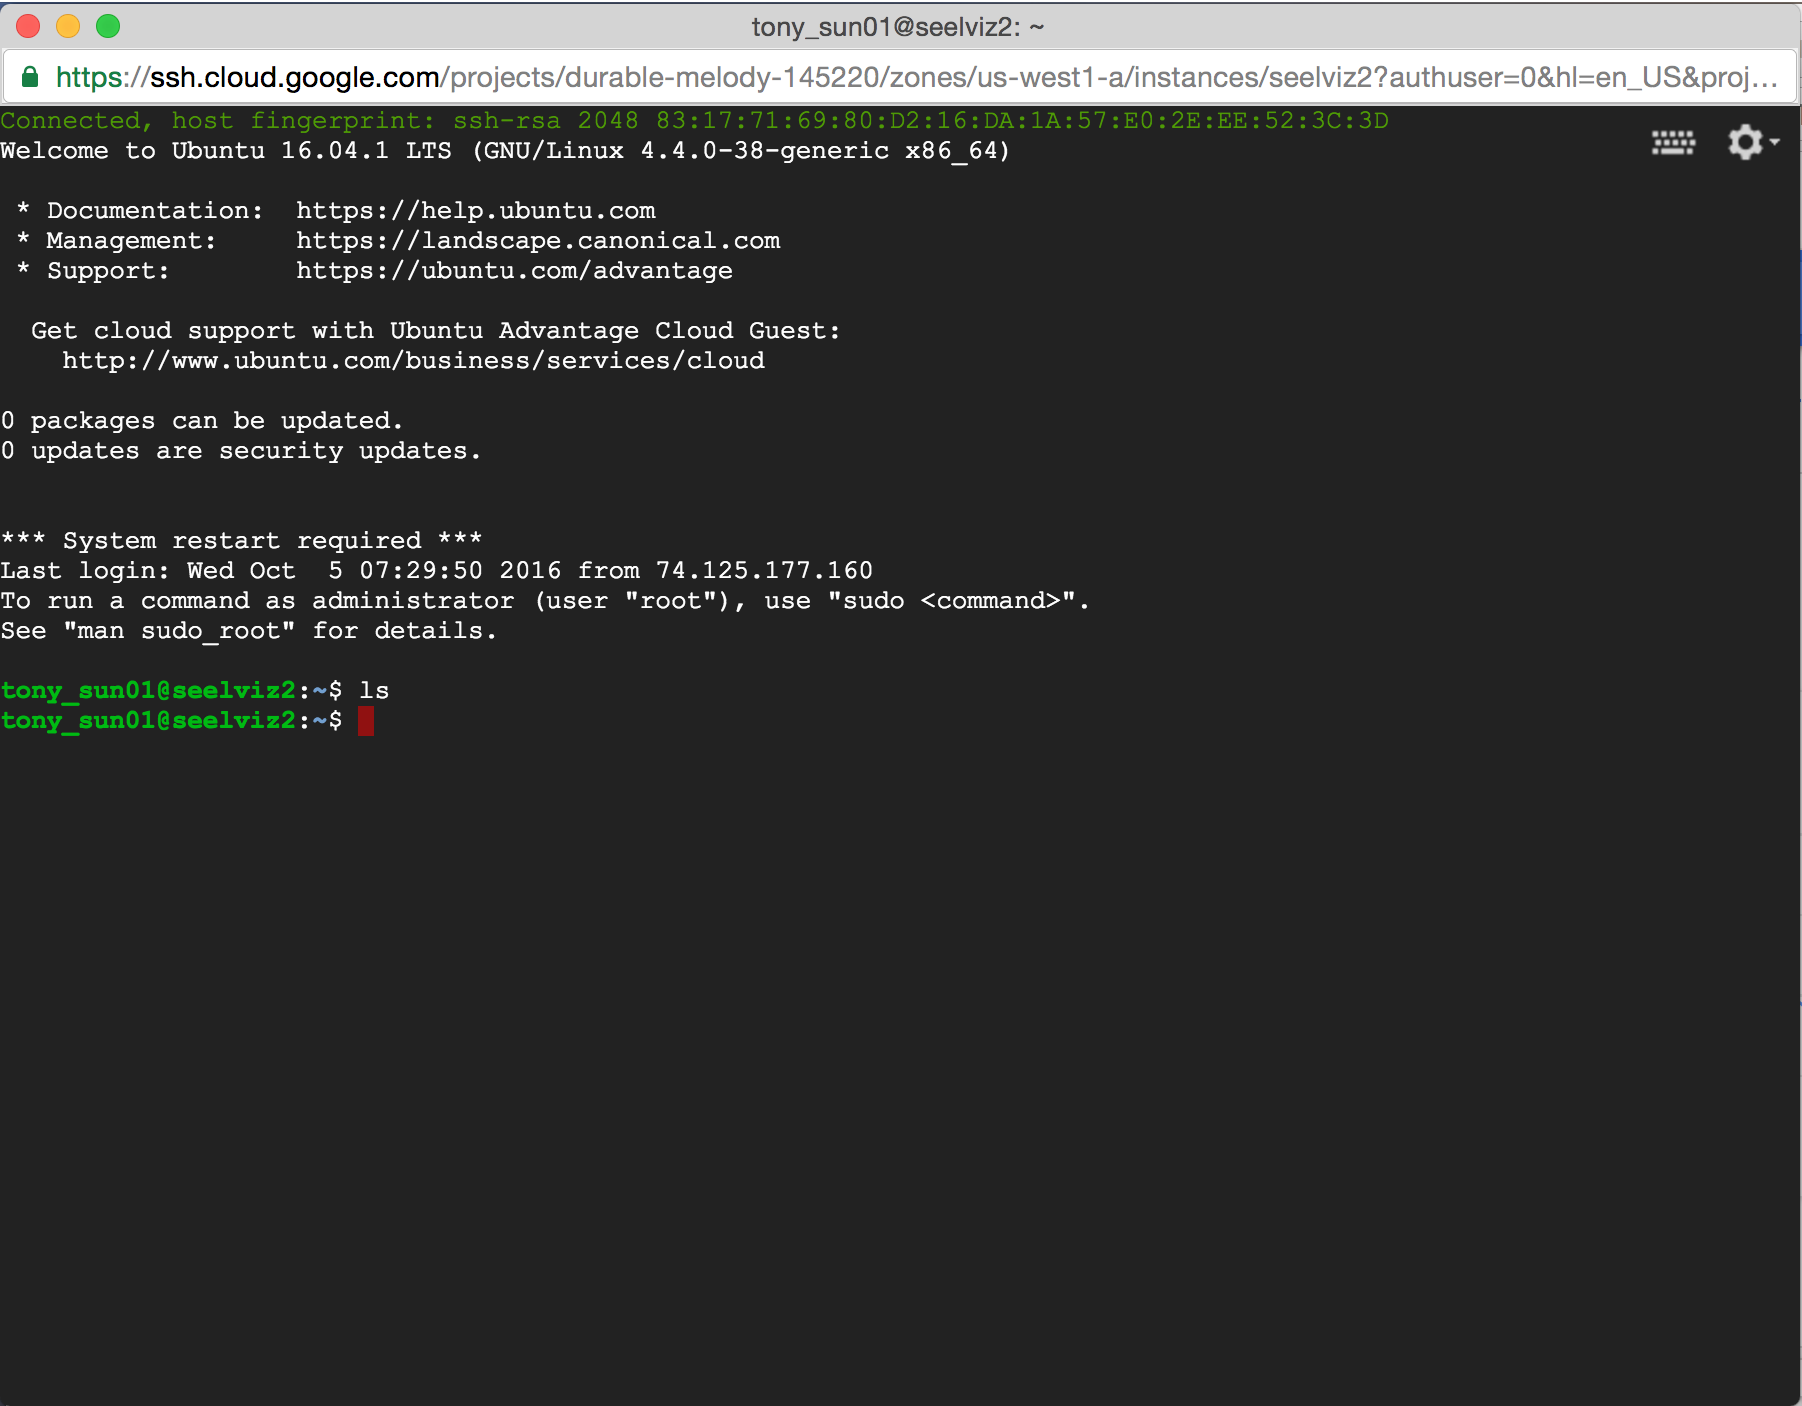 tony_sun01@seelviz2: ~
https://ssh.cloud.google.com/projects/durable-melody-145220/zones/us-west1-a/instances/seelviz2?authuser=0&hl=en_US&proj...
Connected, host fingerprint: ssh-rsa 2048 83:17:71:69:80:D2:16:DA:1A:57:E0:2E:EE:52:3C:3D
Welcome to Ubuntu 16.04.1 LTS (GNU/Linux 4.4.0-38-generic x86_64)
* Documentation:  https://help.ubuntu.com
* Management:     https://landscape.canonical.com
* Support:        https://ubuntu.com/advantage
Get cloud support with Ubuntu Advantage Cloud Guest:
http://www.ubuntu.com/business/services/cloud
0 packages can be updated.
0 updates are security updates.
*** System restart required ***
Last login: Wed Oct  5 07:29:50 2016 from 74.125.177.160
To run a command as administrator (user "root"), use "sudo <command>".
See "man sudo_root" for details.
tony_sun01@seelviz2:~$ ls
tony_sun01@seelviz2:~$